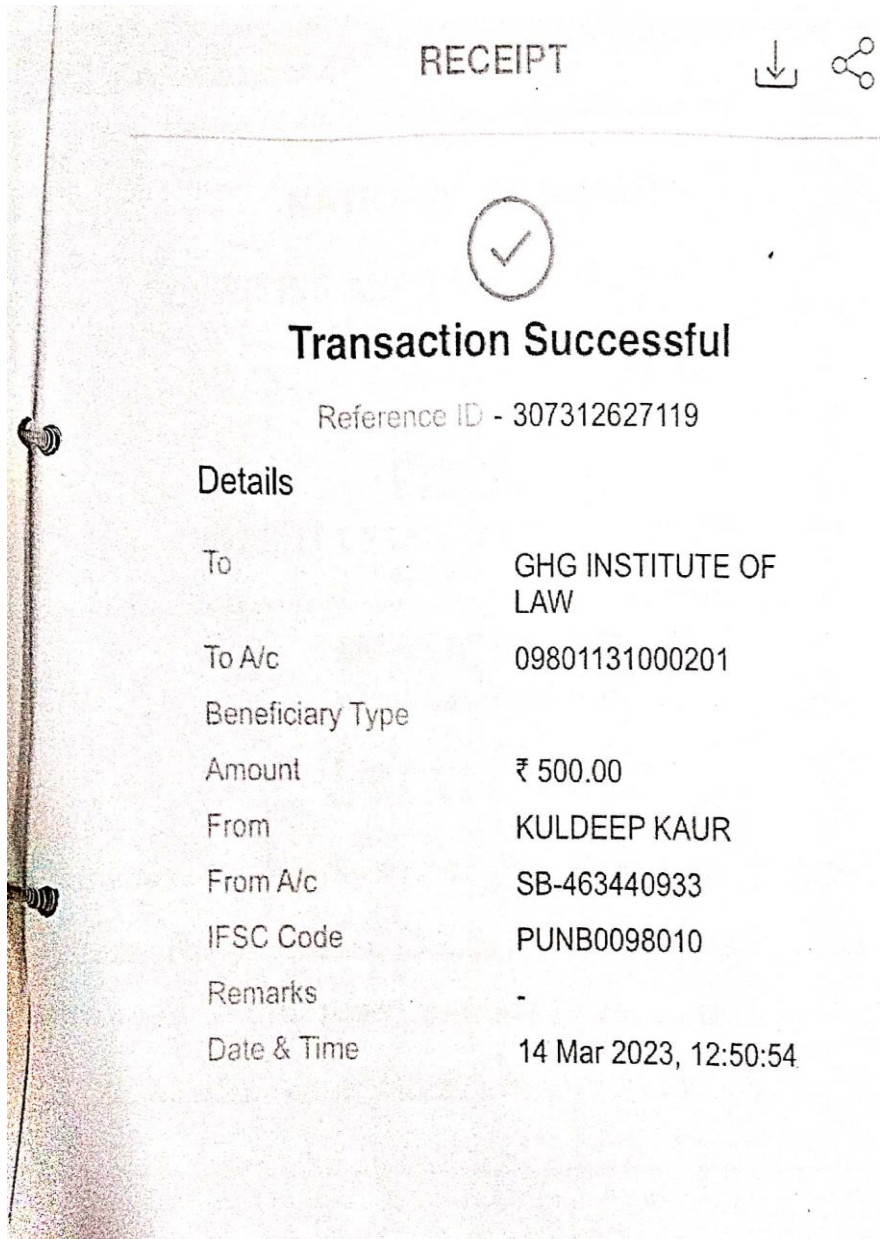 RECEIPT
Transaction Successful
Reference ID - 307312627119
Details
To GHG INSTITUTE OF
LAW
To A/c 09801131000201
Beneficiary Type
Amount ₹ 500.00
From KULDEEP KAUR
From A/c SB-463440933
IFSC Code PUNB0098010
Remarks -
Date & Time 14 Mar 2023, 12:50:54